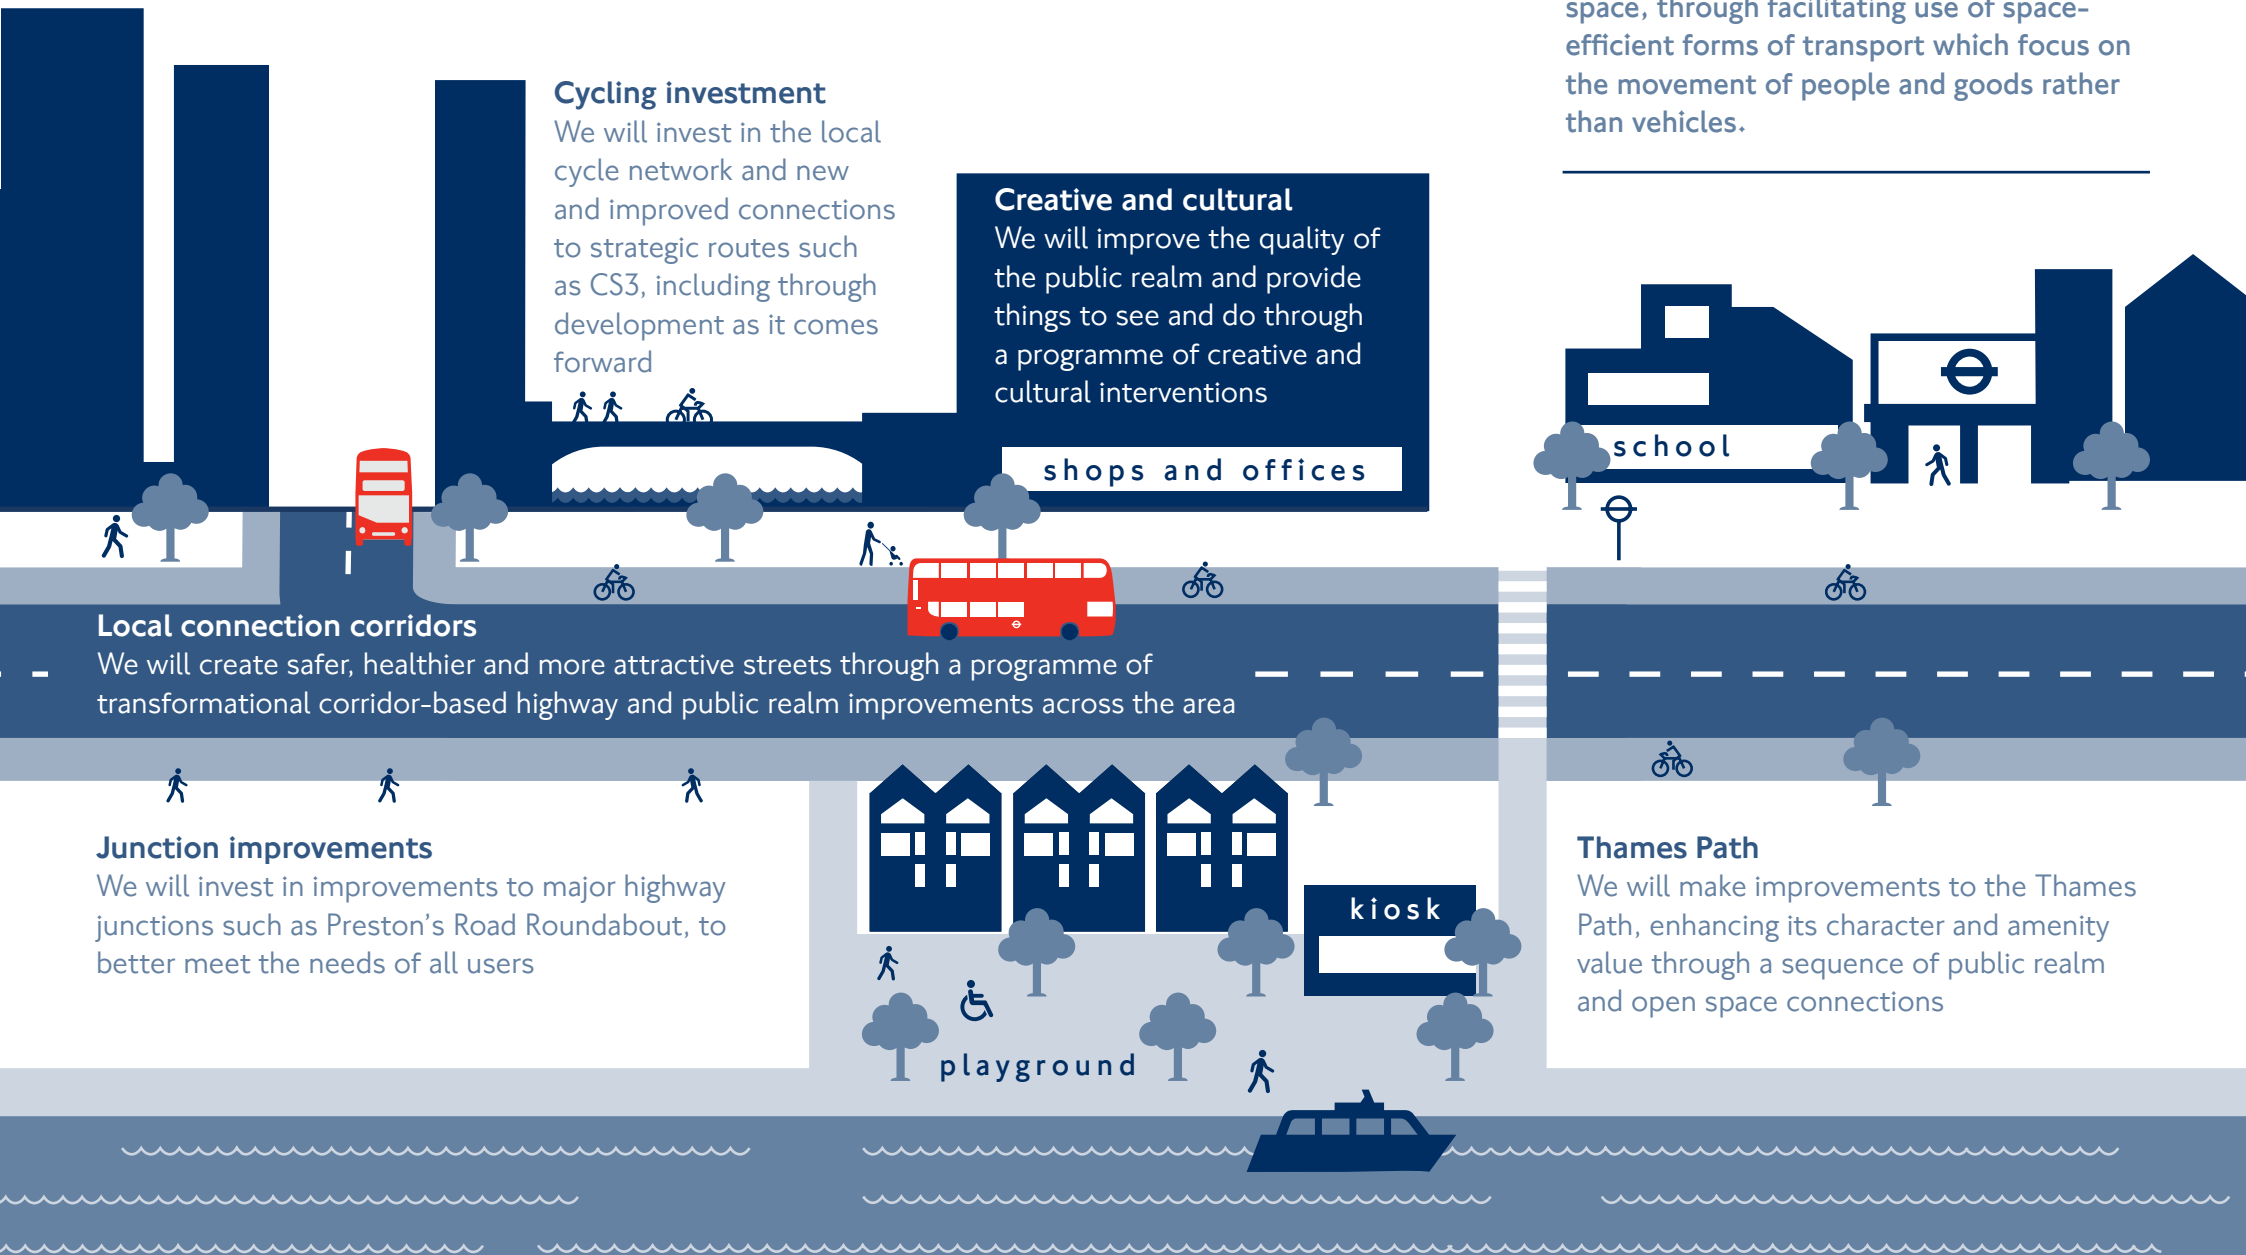 space, through facilitating use of space-
efficient forms of transport which focus on
the movement of people and goods rather
than vehicles.
Cycling investment
We will invest in the local
cycle network and new
and improved connections
to strategic routes such
as CS3, including through
development as it comes
forward
Creative and cultural
We will improve the quality of
the public realm and provide
things to see and do through
a programme of creative and
cultural interventions
shops and offices
school
Local connection corridors
We will create safer, healthier and more attractive streets through a programme of
transformational corridor-based highway and public realm improvements across the area
Junction improvements
We will invest in improvements to major highway
junctions such as Preston’s Road Roundabout, to
better meet the needs of all users
kiosk
playground
Thames Path
We will make improvements to the Thames
Path, enhancing its character and amenity
value through a sequence of public realm
and open space connections